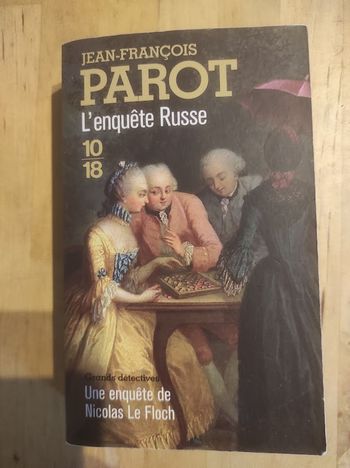 JEAN-FRANÇOIS
PAROT
L'enquête Russe
10
18
Grands détectives
Une enquête de
Nicolas Le Floch